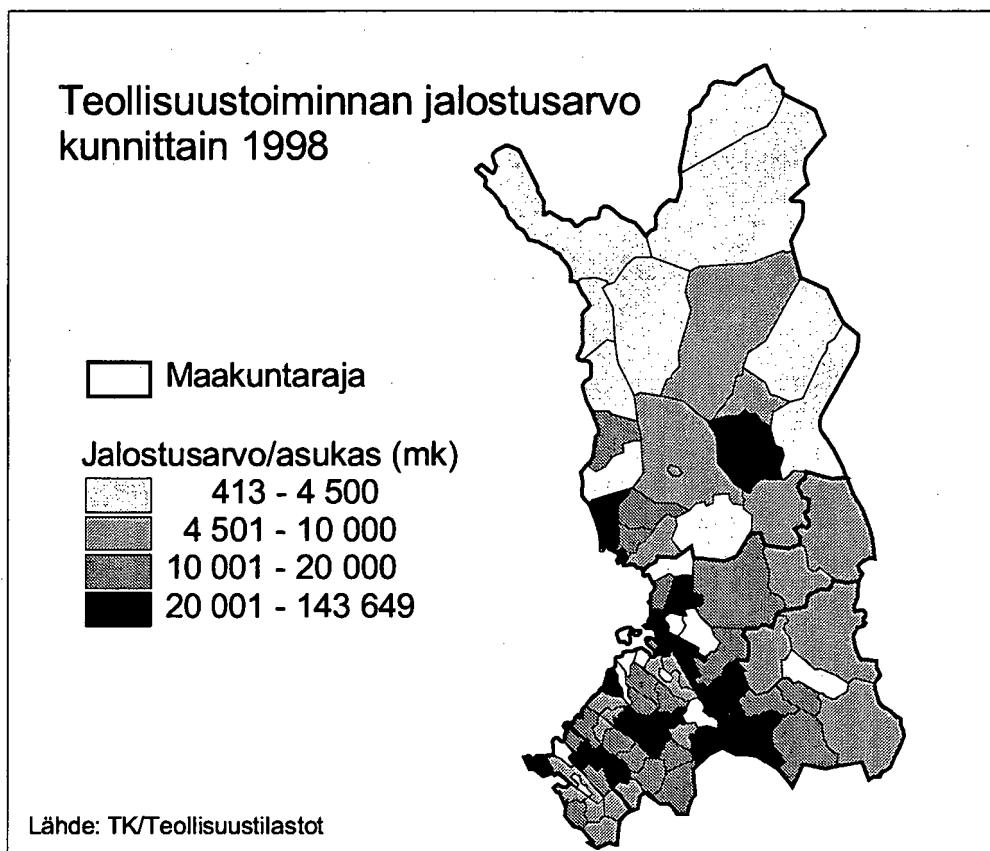 Teollisuustoiminnan jalostusarvo
kunnittain 1998
Maakuntaraja
Jalostusarvo/asukas (mk)
413 - 4 500
4 501 - 10 000
10 001 - 20 000
20 001 - 143 649
Lähde: TK/Teollisuustilastot